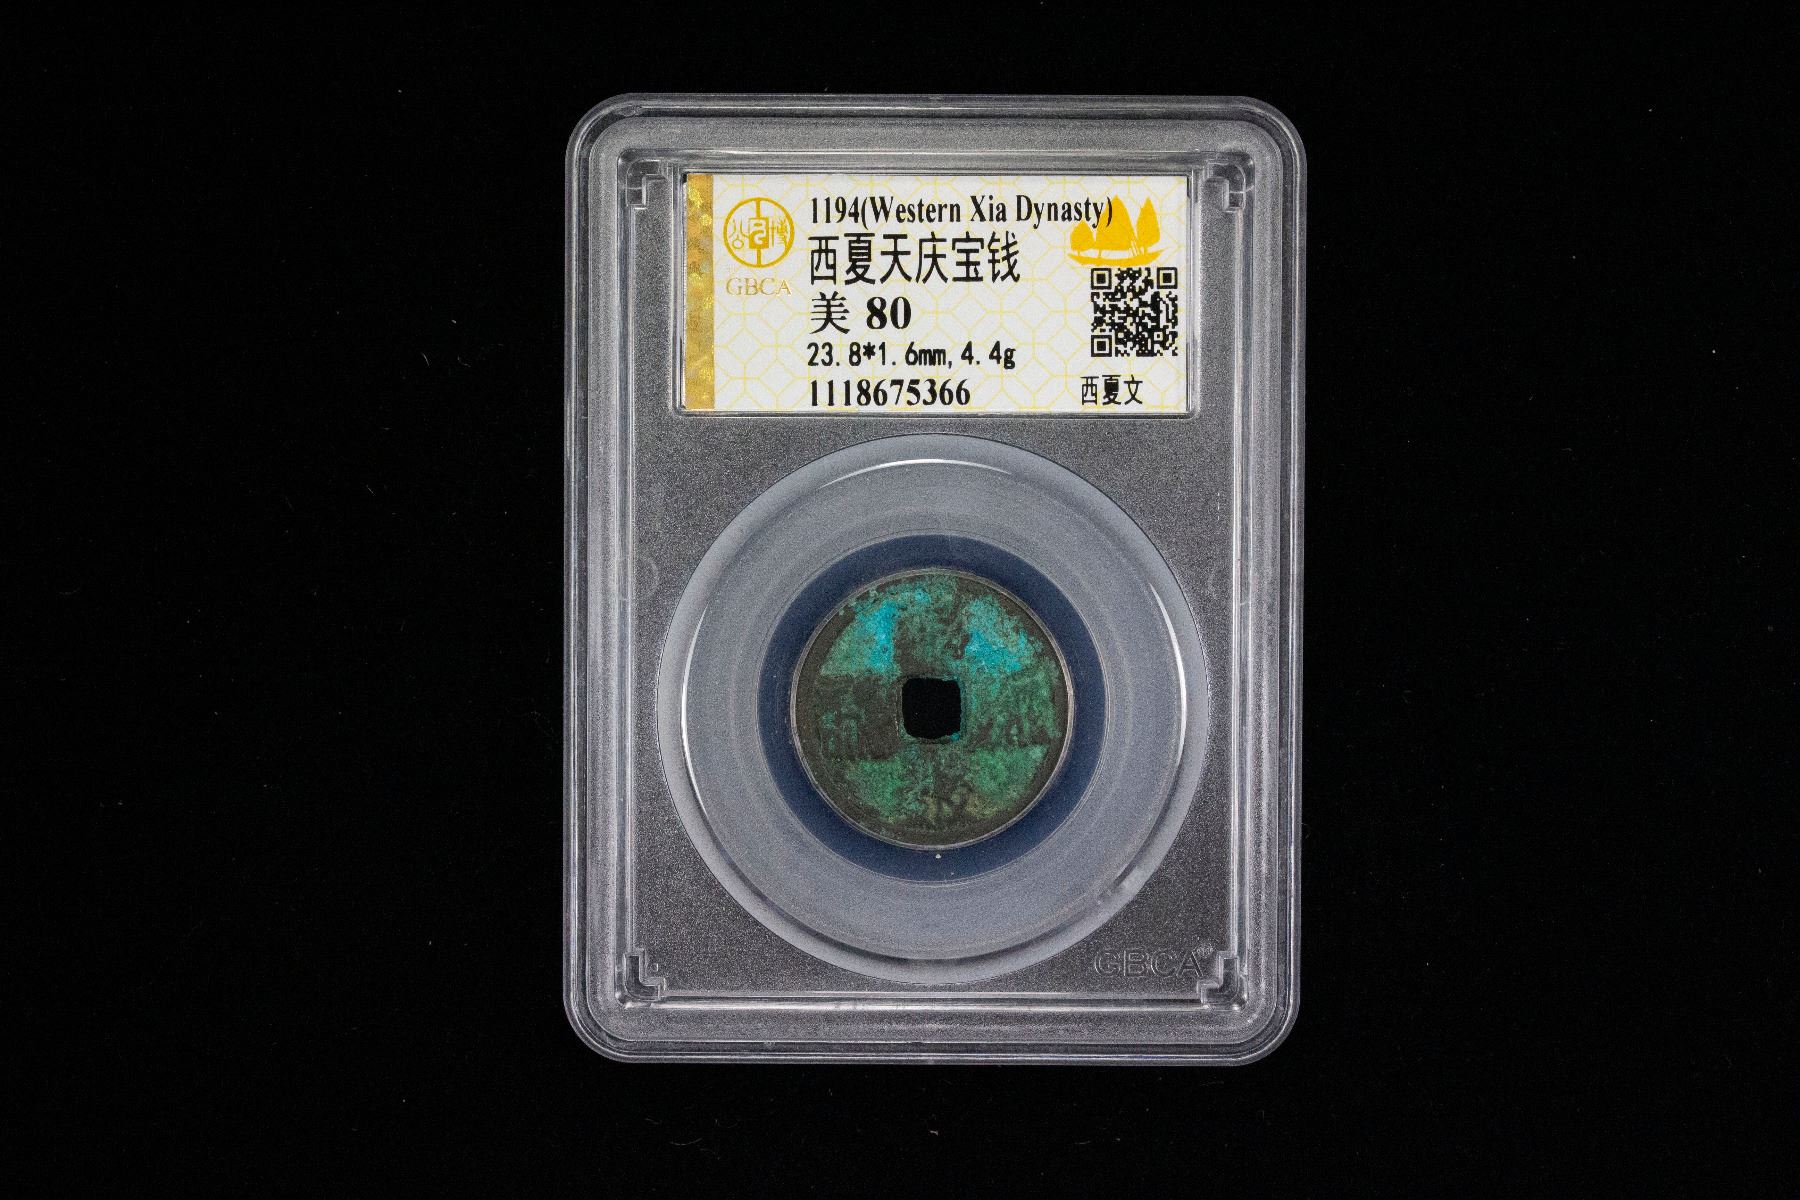 1194(Western Xia Dynasty)
西夏天庆宝钱
美 80
23.8*1.6mm,4.4g
1118675366
西夏文
GBCA
GBCA